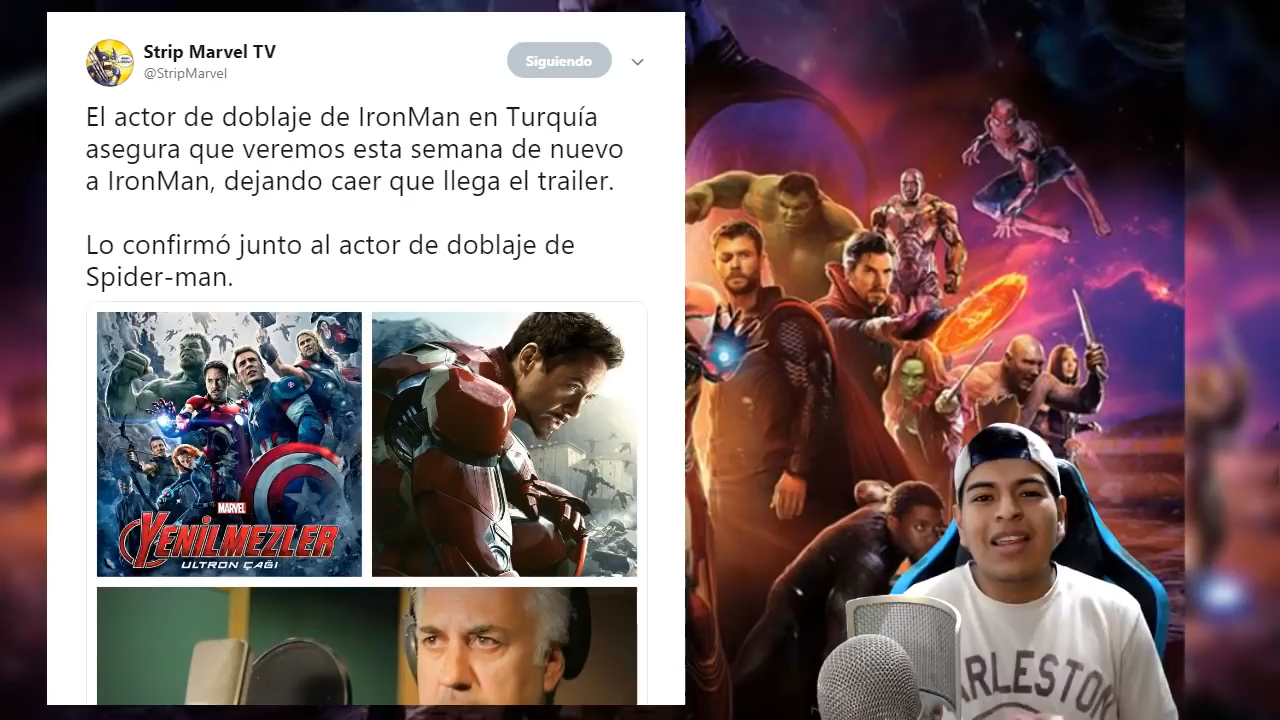 Strip Marvel TV
@StripMarvel
Siguiendo
El actor de doblaje de IronMan en Turquía
asegura que veremos esta semana de nuevo
a IronMan, dejando caer que llega el trailer.
Lo confirmó junto al actor de doblaje de
Spider-man.
MARVEL
YENİLMEZLER
ULTRON ÇAĞI
ARLESTON